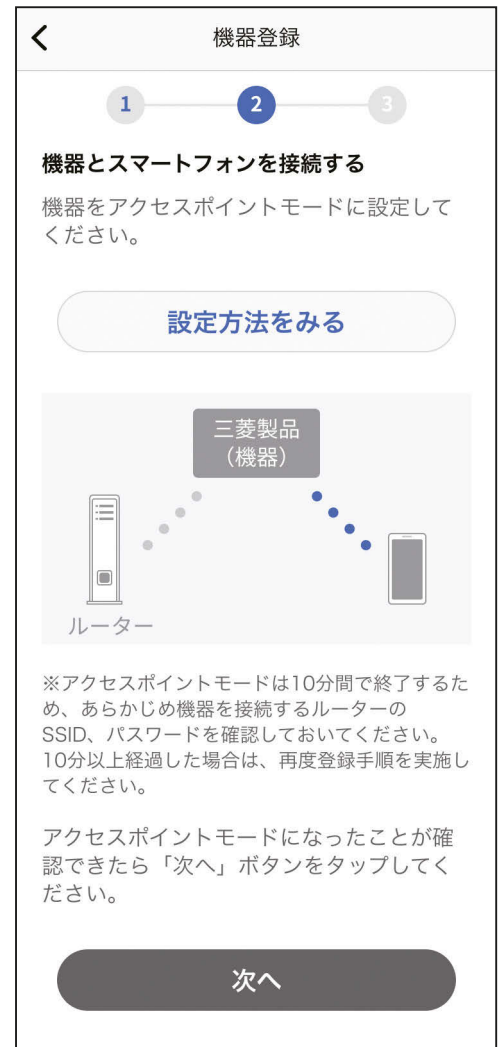 機器登録
1
2
3
機器とスマートフォンを接続する
機器をアクセスポイントモードに設定して
ください。
設定方法をみる
三菱製品
（機器）
ルーター
※アクセスポイントモードは10分間で終了するた
め、あらかじめ機器を接続するルーターの
SSID、パスワードを確認しておいてください。
10分以上経過した場合は、再度登録手順を実施し
てください。
アクセスポイントモードになったことが確
認できたら「次へ」ボタンをタップしてく
ださい。
次へ